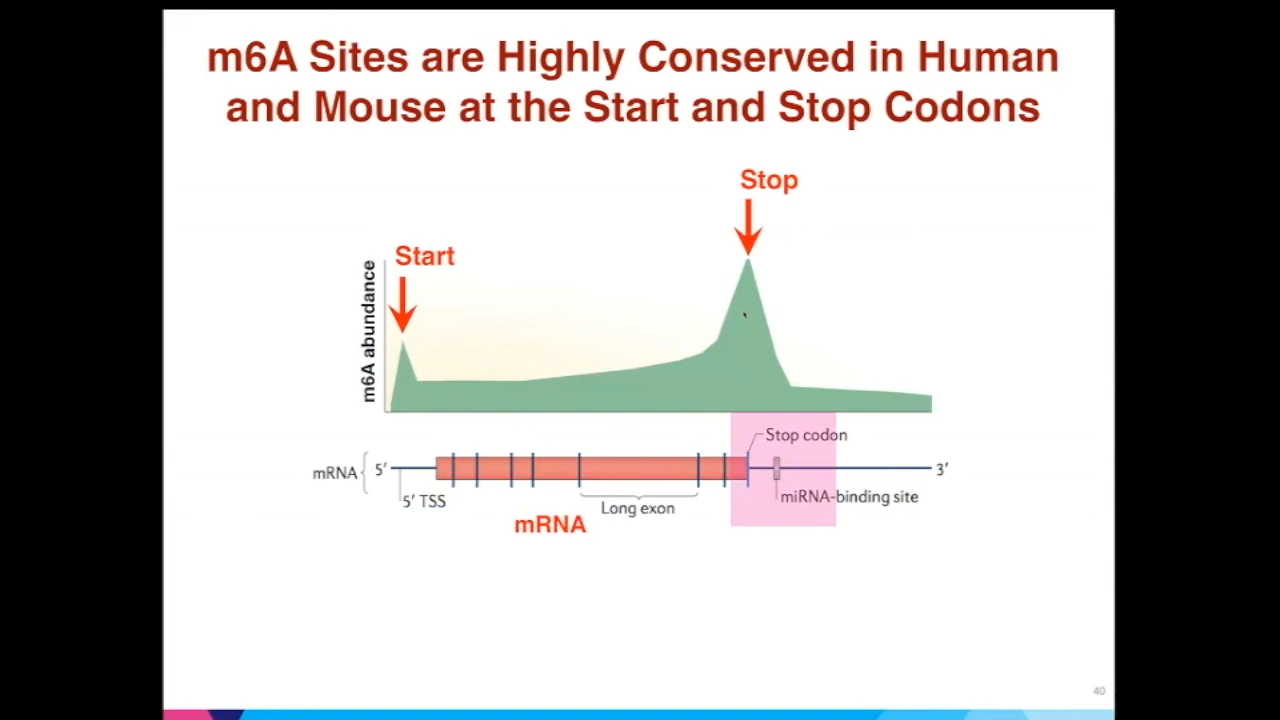 m6A Sites are Highly Conserved in Human
and Mouse at the Start and Stop Codons
Stop
Start
m6A abundance
Stop codon
mRNA
5′
3′
5′ TSS
Long exon
miRNA-binding site
mRNA
40